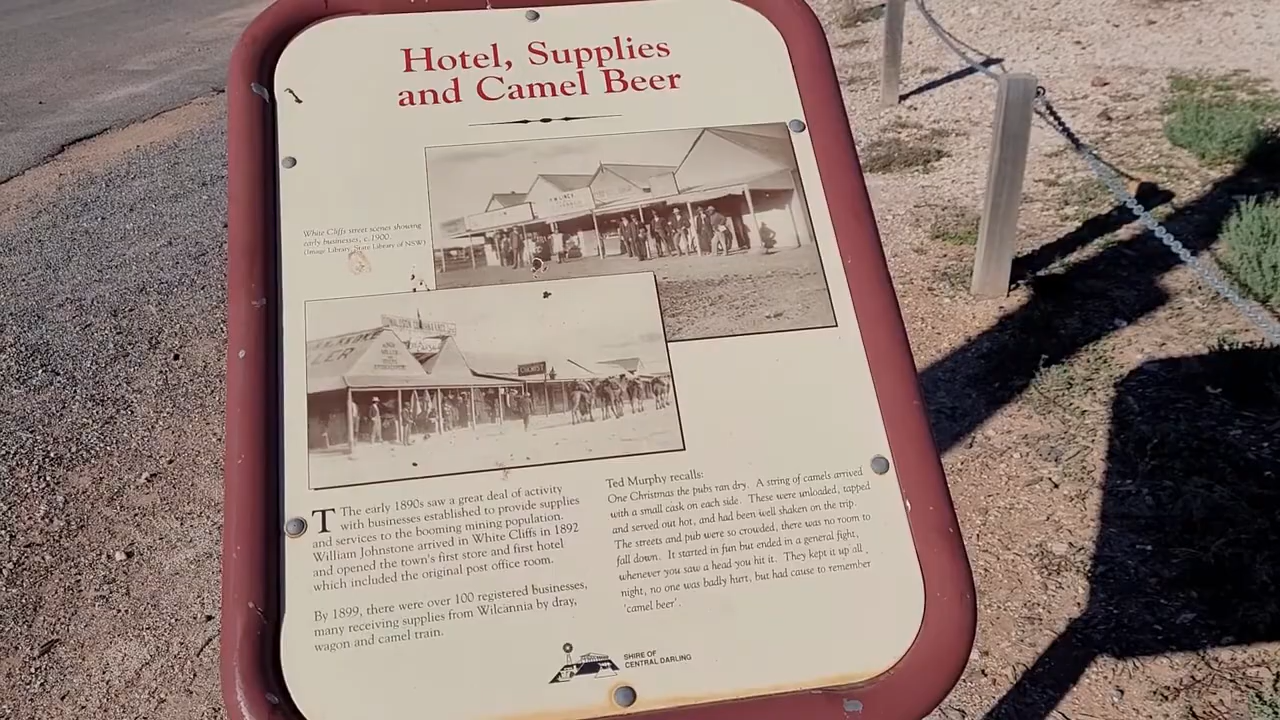 Hotel, Supplies
and Camel Beer
White Cliffs street scenes showing
early businesses, c.1900.
(Image Library, State Library of NSW)
CHEMIST
The early 1890s saw a great deal of activity
with businesses established to provide supplies
and services to the booming mining population.
William Johnstone arrived in White Cliffs in 1892
and opened the town's first store and first hotel
which included the original post office room.
By 1899, there were over 100 registered businesses,
many receiving supplies from Wilcannia by dray,
wagon and camel train.
Ted Murphy recalls:
One Christmas the pubs ran dry. A string of camels arrived
with a small cask on each side. These were unloaded, tapped
and served out hot, and had been well shaken on the trip.
The streets and pub were so crowded, there was no room to
fall down. It started in fun but ended in a general fight,
whenever you saw a head you hit it. They kept it up all
night, no one was badly hurt, but had cause to remember
'camel beer'.
SHIRE OF
CENTRAL DARLING